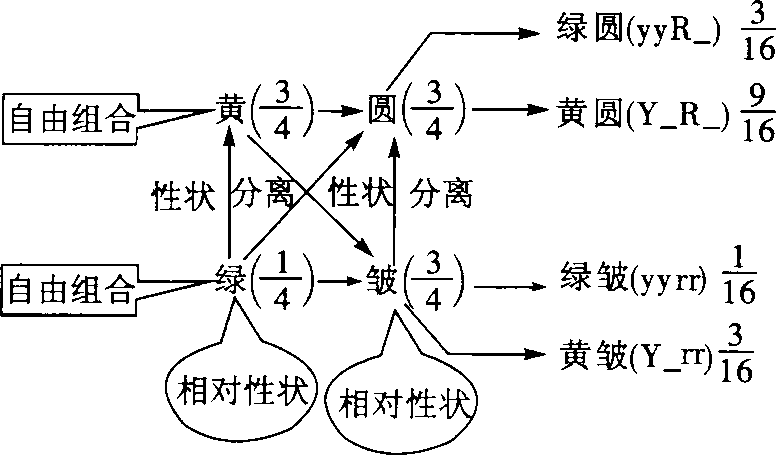 绿圆(yyR_) 3/16
自由组合 黄(3/4) 圆(3/4) 黄圆(Y_R_) 9/16
性状 分离 性状 分离
自由组合 绿(1/4) 皱(3/4) 绿皱(yyrr) 1/16
黄皱(Y_rr) 3/16
相对性状 相对性状